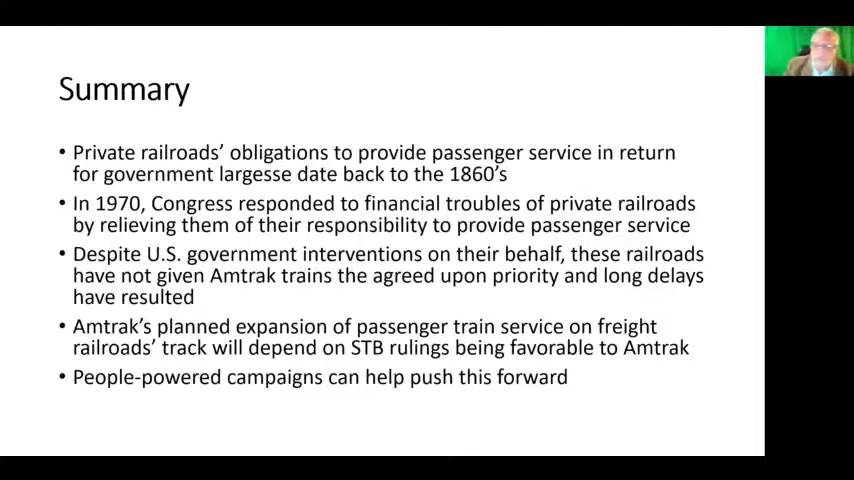 Summary
• Private railroads' obligations to provide passenger service in return
for government largesse date back to the 1860's
• In 1970, Congress responded to financial troubles of private railroads
by relieving them of their responsibility to provide passenger service
• Despite U.S. government interventions on their behalf, these railroads
have not given Amtrak trains the agreed upon priority and long delays
have resulted
• Amtrak's planned expansion of passenger train service on freight
railroads' track will depend on STB rulings being favorable to Amtrak
• People-powered campaigns can help push this forward